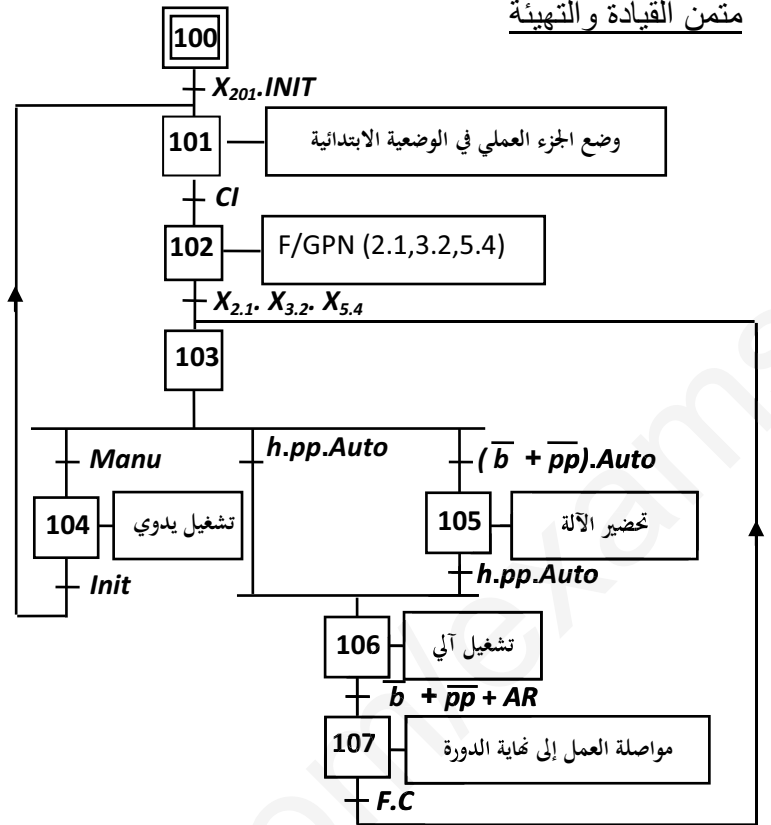 متمن القيادة والتهيئة
100
X201.INIT
101
وضع الجزء العملي في الوضعية الابتدائية
CI
102
F/GPN (2.1,3.2,5.4)
X2.1. X3.2. X5.4
103
Manu
h.pp.Auto
( b̅ + p̅p̅).Auto
104
تشغيل يدوي
105
تحضير الآلة
Init
h.pp.Auto
106
تشغيل آلي
b̅ + p̅p̅ + AR
107
مواصلة العمل إلى نهاية الدورة
F.C